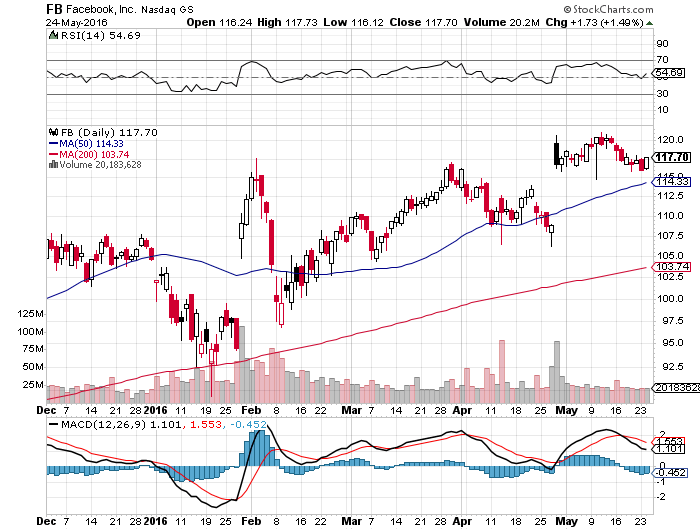 FB Facebook, Inc. Nasdaq GS © StockCharts.com
24-May-2016 Open 116.24 High 117.73 Low 116.12 Close 117.70 Volume 20.2M Chg +1.73 (+1.49%)
RSI(14) 54.69
90
70
54.69
50
30
10
FB (Daily) 117.70
MA(50) 114.33
MA(200) 103.74
Volume 20,183,628
120.0
117.70
115.0
114.33
112.5
110.0
107.5
105.0
103.74
102.5
100.0
97.5
95.0
92.5
125M
100M
75M
50M
25M
20183628
Dec 7 14 21 28 2016 11 19 25 Feb 8 16 22 Mar 7 14 21 28 Apr 11 18 25 May 9 16 23
MACD(12,26,9) 1.101, 1.553, -0.452
2
1.553
1.101
0
-0.452
-1
-2
Dec 7 14 21 28 2016 11 19 25 Feb 8 16 22 Mar 7 14 21 28 Apr 11 18 25 May 9 16 23